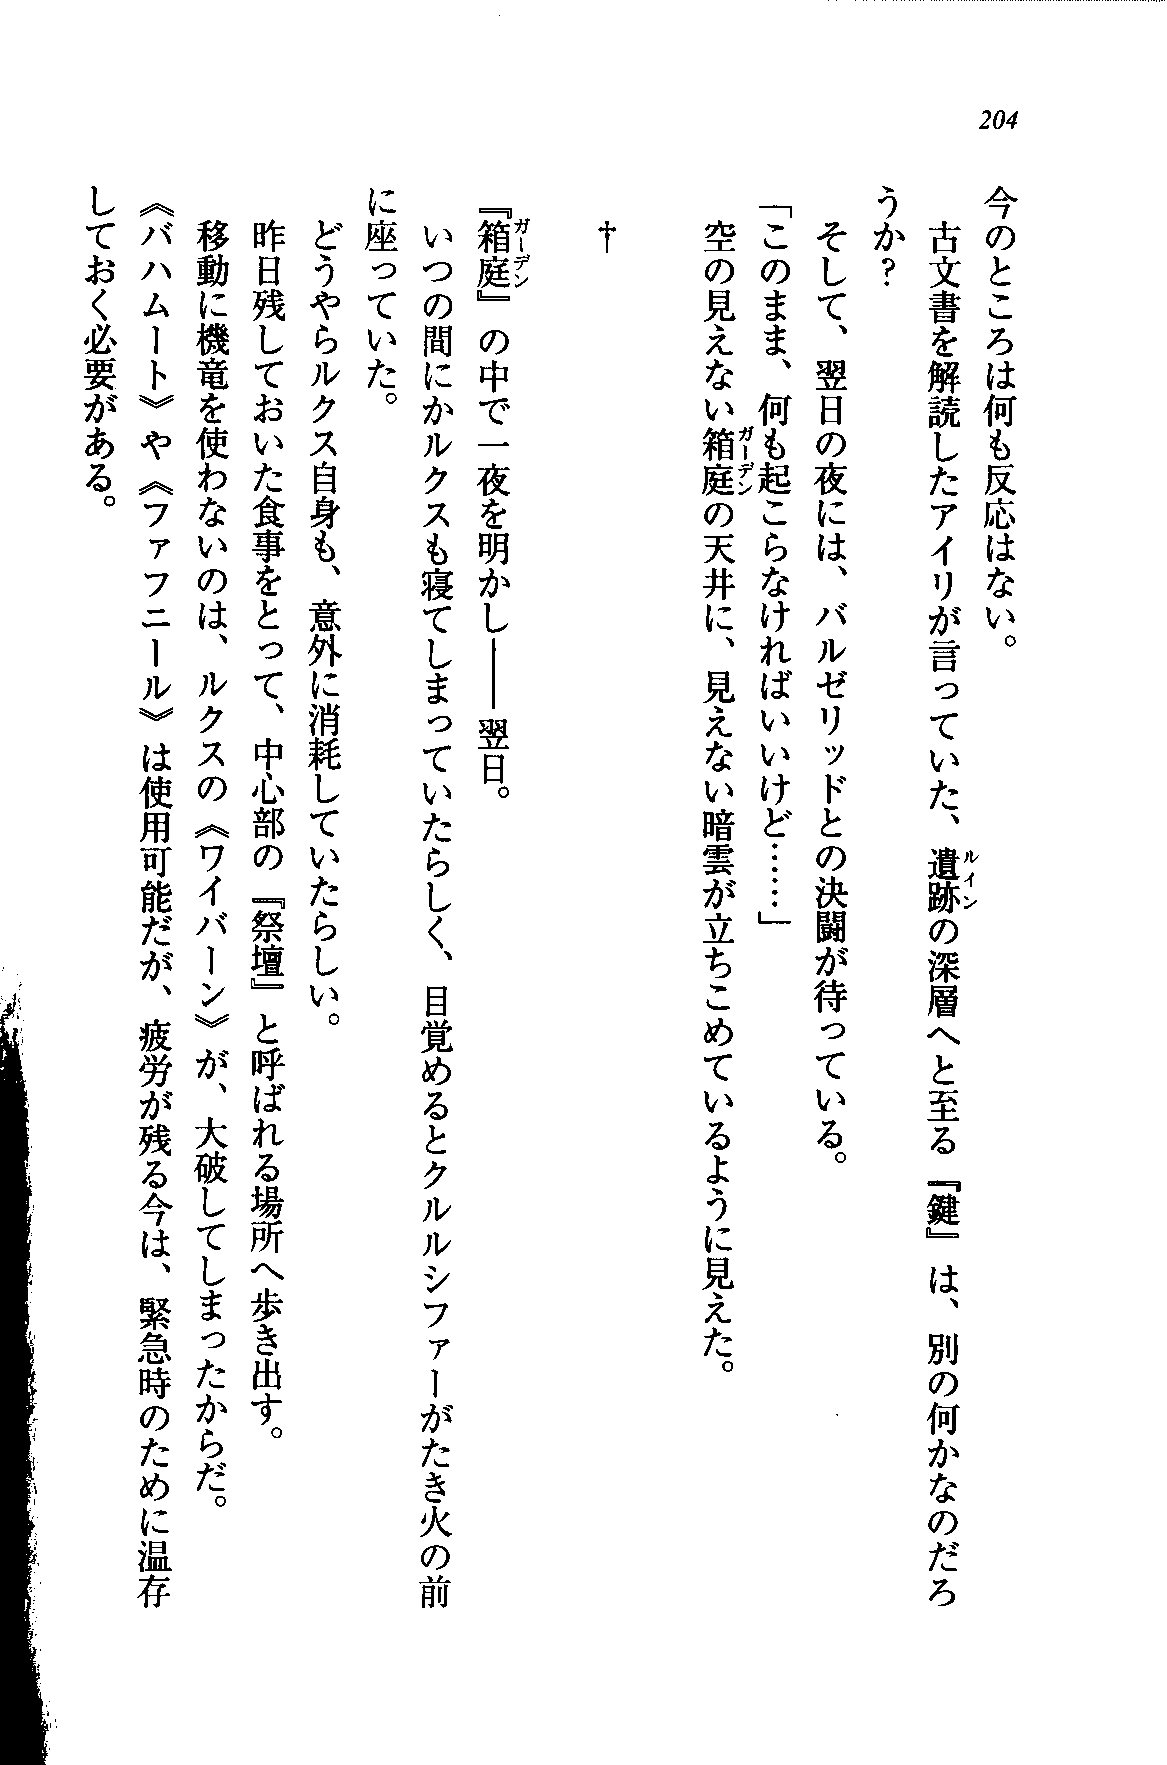 204
今のところは何も反応はない。
古文書を解読したアイリが言っていた、遺跡の深層へと至る『鍵』は、別の何かなのだろ
ルイン
うか？
そして、翌日の夜には、バルゼリッドとの決闘が待っている。
「このまま、何も起こらなければいいけど……」
空の見えない箱庭の天井に、見えない暗雲が立ちこめているように見えた。
ガーデン
†
『箱庭』の中で一夜を明かし――翌日。
ガーデン
いつの間にかルクスも寝てしまっていたらしく、目覚めるとクルルシファーがたき火の前
に座っていた。
どうやらルクス自身も、意外に消耗していたらしい。
昨日残しておいた食事をとって、中心部の『祭壇』と呼ばれる場所へ歩き出す。
移動に機竜を使わないのは、ルクスの《ワイバーン》が、大破してしまったからだ。
《バハムート》や《ファフニール》は使用可能だが、疲労が残る今は、緊急時のために温存
しておく必要がある。